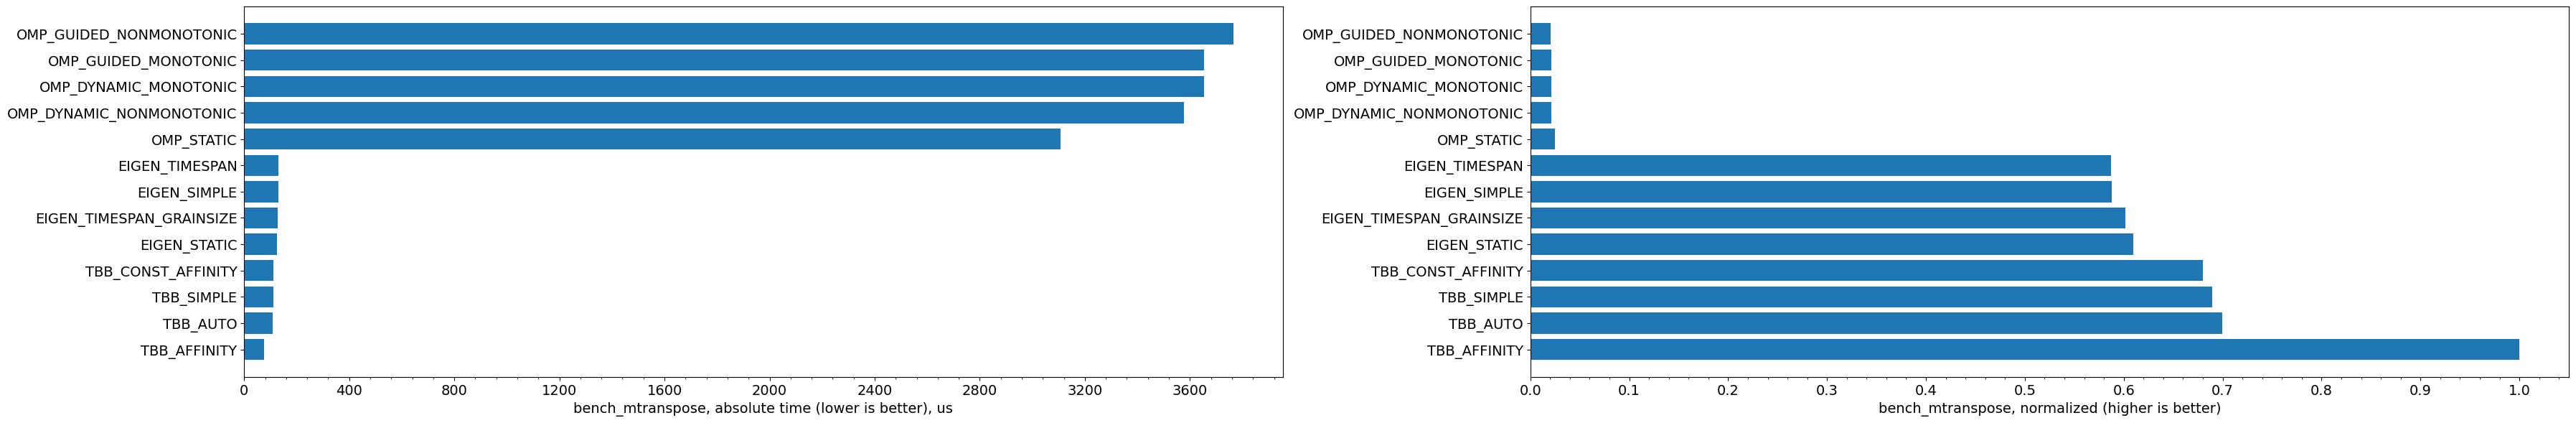 OMP_GUIDED_NONMONOTONIC
OMP_GUIDED_MONOTONIC
OMP_DYNAMIC_MONOTONIC
OMP_DYNAMIC_NONMONOTONIC
OMP_STATIC
EIGEN_TIMESPAN
EIGEN_SIMPLE
EIGEN_TIMESPAN_GRAINSIZE
EIGEN_STATIC
TBB_CONST_AFFINITY
TBB_SIMPLE
TBB_AUTO
TBB_AFFINITY
0 400 800 1200 1600 2000 2400 2800 3200 3600
bench_mtranspose, absolute time (lower is better), us
OMP_GUIDED_NONMONOTONIC
OMP_GUIDED_MONOTONIC
OMP_DYNAMIC_MONOTONIC
OMP_DYNAMIC_NONMONOTONIC
OMP_STATIC
EIGEN_TIMESPAN
EIGEN_SIMPLE
EIGEN_TIMESPAN_GRAINSIZE
EIGEN_STATIC
TBB_CONST_AFFINITY
TBB_SIMPLE
TBB_AUTO
TBB_AFFINITY
0.0 0.1 0.2 0.3 0.4 0.5 0.6 0.7 0.8 0.9 1.0
bench_mtranspose, normalized (higher is better)